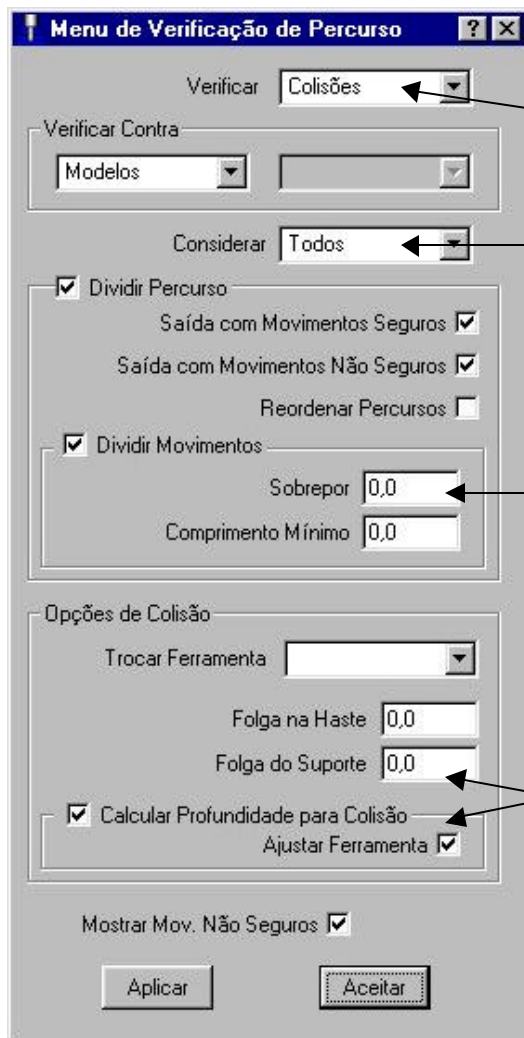 Menu de Verificação de Percurso
Verificar Colisões
Verificar Contra
Modelos
Considerar Todos
Dividir Percurso
Saída com Movimentos Seguros
Saída com Movimentos Não Seguros
Reordenar Percursos
Dividir Movimentos
Sobrepor 0,0
Comprimento Mínimo 0,0
Opções de Colisão
Trocar Ferramenta
Folga na Haste 0,0
Folga do Suporte 0,0
Calcular Profundidade para Colisão
Ajustar Ferramenta
Mostrar Mov. Não Seguros
Aplicar Aceitar